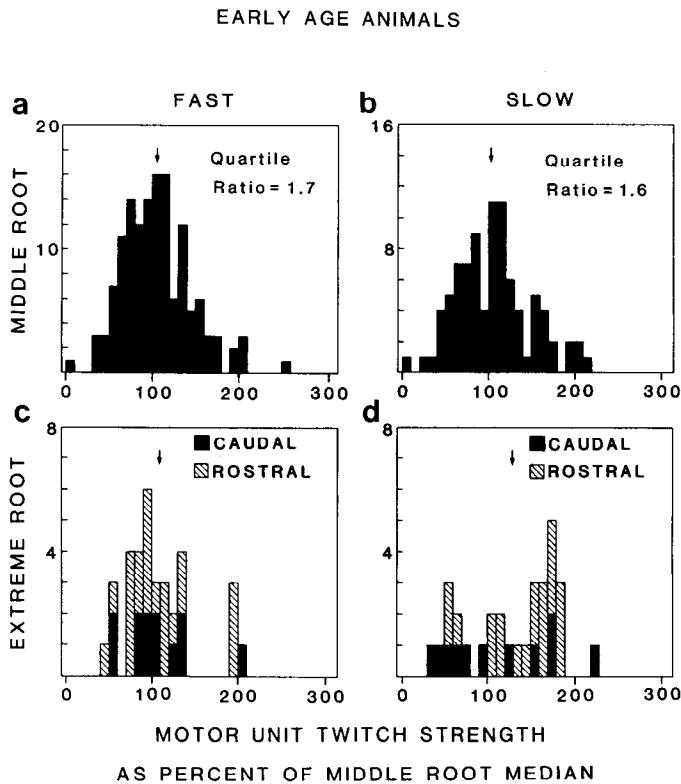 EARLY AGE ANIMALS
a
FAST
b
SLOW
20
10
MIDDLE ROOT
Quartile
Ratio = 1.7
0
100
200
300
16
8
Quartile
Ratio = 1.6
0
100
200
300
c
8
4
EXTREME ROOT
CAUDAL
ROSTRAL
0
100
200
300
d
8
4
CAUDAL
ROSTRAL
0
100
200
300
MOTOR UNIT TWITCH STRENGTH
AS PERCENT OF MIDDLE ROOT MEDIAN